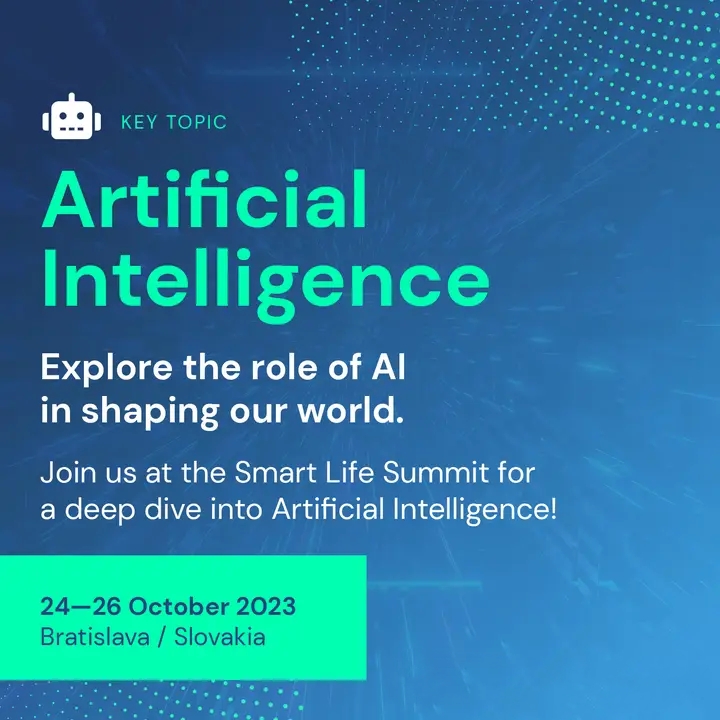 KEY TOPIC
Artificial
Intelligence
Explore the role of AI
in shaping our world.
Join us at the Smart Life Summit for
a deep dive into Artificial Intelligence!
24—26 October 2023
Bratislava / Slovakia